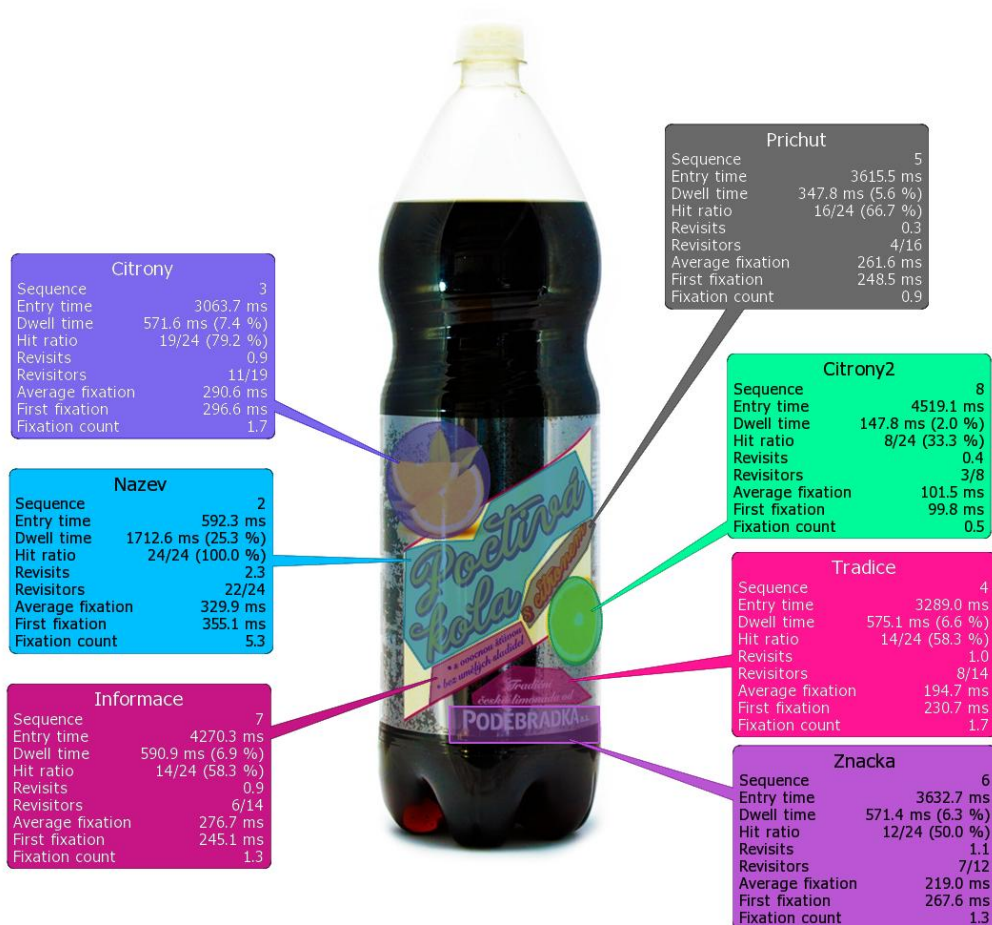 Prichut
Sequence 5
Entry time 3615.5 ms
Dwell time 347.8 ms (5.6 %)
Hit ratio 16/24 (66.7 %)
Revisits 0.3
Revisitors 4/16
Average fixation 261.6 ms
First fixation 248.5 ms
Fixation count 0.9
Citrony
Sequence 3
Entry time 3063.7 ms
Dwell time 571.6 ms (7.4 %)
Hit ratio 19/24 (79.2 %)
Revisits 0.9
Revisitors 11/19
Average fixation 290.6 ms
First fixation 296.6 ms
Fixation count 1.7
Citrony2
Sequence 8
Entry time 4519.1 ms
Dwell time 147.8 ms (2.0 %)
Hit ratio 8/24 (33.3 %)
Revisits 0.4
Revisitors 3/8
Average fixation 101.5 ms
First fixation 99.8 ms
Fixation count 0.5
Nazev
Sequence 2
Entry time 592.3 ms
Dwell time 1712.6 ms (25.3 %)
Hit ratio 24/24 (100.0 %)
Revisits 2.3
Revisitors 22/24
Average fixation 329.9 ms
First fixation 355.1 ms
Fixation count 5.3
Poctivá
kola
s citronem
* s ovocnou šťávou
* bez umělých sladidel
Tradiční
česká limonáda od
PODĚBRADKA
Tradice
Sequence 4
Entry time 3289.0 ms
Dwell time 575.1 ms (6.6 %)
Hit ratio 14/24 (58.3 %)
Revisits 1.0
Revisitors 8/14
Average fixation 194.7 ms
First fixation 230.7 ms
Fixation count 1.7
Informace
Sequence 7
Entry time 4270.3 ms
Dwell time 590.9 ms (6.9 %)
Hit ratio 14/24 (58.3 %)
Revisits 0.9
Revisitors 6/14
Average fixation 276.7 ms
First fixation 245.1 ms
Fixation count 1.3
Znacka
Sequence 6
Entry time 3632.7 ms
Dwell time 571.4 ms (6.3 %)
Hit ratio 12/24 (50.0 %)
Revisits 1.1
Revisitors 7/12
Average fixation 219.0 ms
First fixation 267.6 ms
Fixation count 1.3